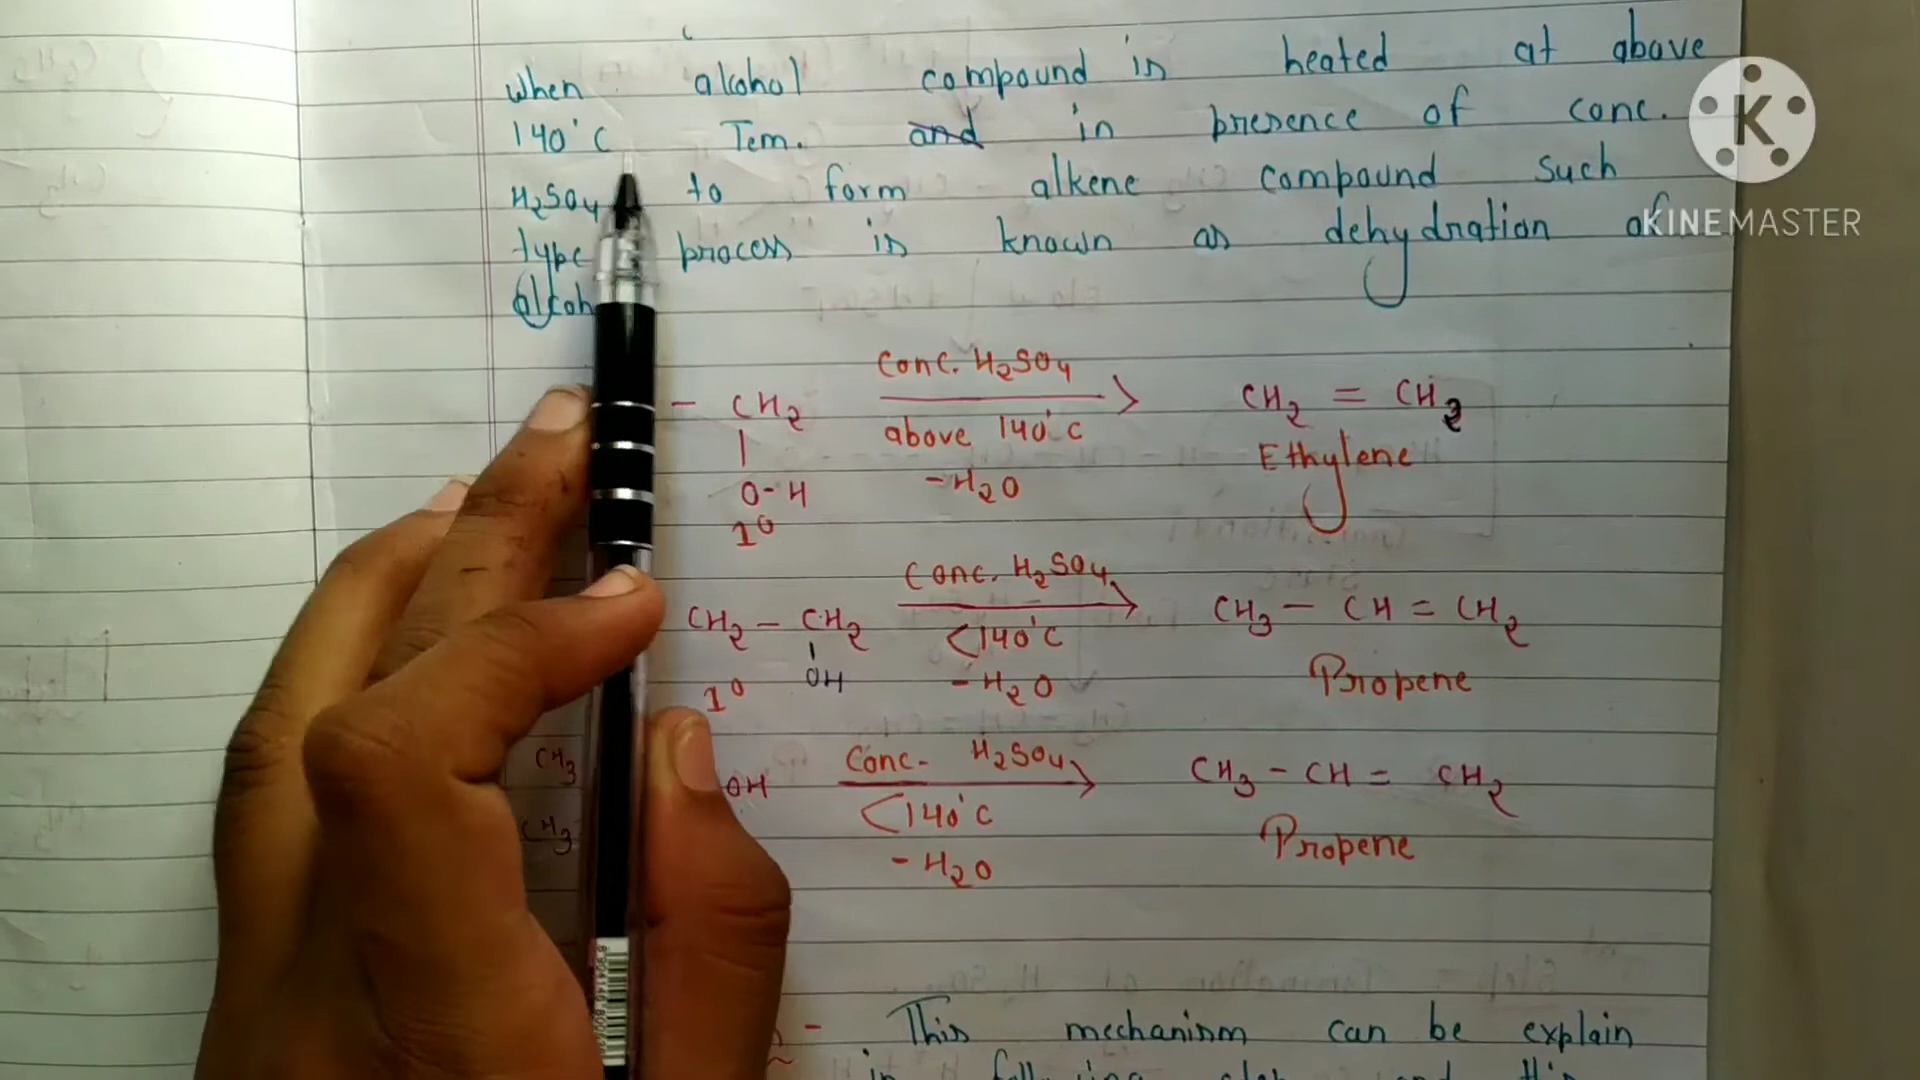 when alcohol compound is heated at above
140°C Tem. and in presence of conc.
H2SO4 to form alkene compound such
type process is known as dehydration of
alcoh
- CH2 conc. H2SO4 CH2 = CH2
above 140°C Ethylene
O-H -H2O
1°
CH2 - CH2 conc. H2SO4 CH3 - CH = CH2
OH <140°C Propene
1° -H2O
CH3 OH Conc- H2SO4 CH3 - CH = CH2
CH3 <140°C Propene
-H2O
- This mechanism can be explain
in
K
KINEMASTER